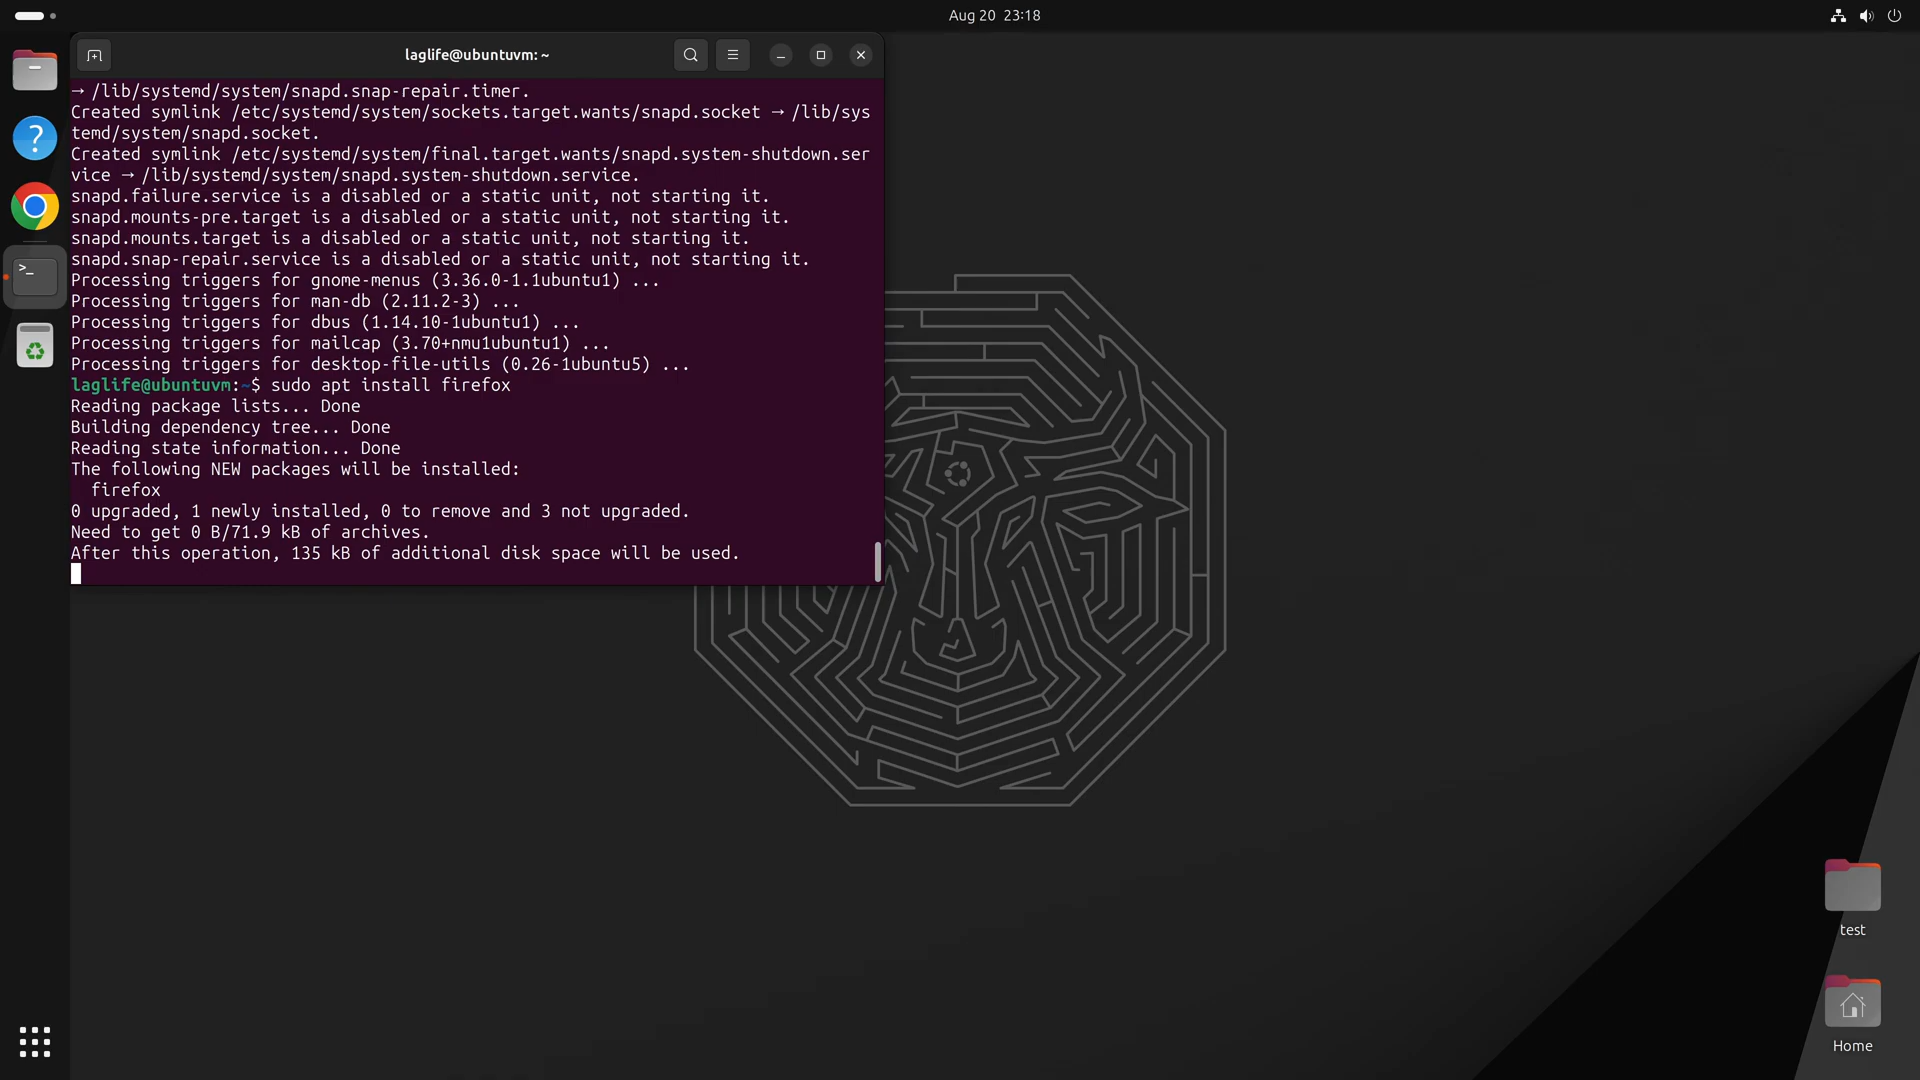 Aug 20 23:18
laglife@ubuntuvm: ~
→ /lib/systemd/system/snapd.snap-repair.timer.
Created symlink /etc/systemd/system/sockets.target.wants/snapd.socket → /lib/sys
temd/system/snapd.socket.
Created symlink /etc/systemd/system/final.target.wants/snapd.system-shutdown.ser
vice → /lib/systemd/system/snapd.system-shutdown.service.
snapd.failure.service is a disabled or a static unit, not starting it.
snapd.mounts-pre.target is a disabled or a static unit, not starting it.
snapd.mounts.target is a disabled or a static unit, not starting it.
snapd.snap-repair.service is a disabled or a static unit, not starting it.
Processing triggers for gnome-menus (3.36.0-1.1ubuntu1) ...
Processing triggers for man-db (2.11.2-3) ...
Processing triggers for dbus (1.14.10-1ubuntu1) ...
Processing triggers for mailcap (3.70+nmu1ubuntu1) ...
Processing triggers for desktop-file-utils (0.26-1ubuntu5) ...
laglife@ubuntuvm:~$ sudo apt install firefox
Reading package lists... Done
Building dependency tree... Done
Reading state information... Done
The following NEW packages will be installed:
  firefox
0 upgraded, 1 newly installed, 0 to remove and 3 not upgraded.
Need to get 0 B/71.9 kB of archives.
After this operation, 135 kB of additional disk space will be used.
test
Home